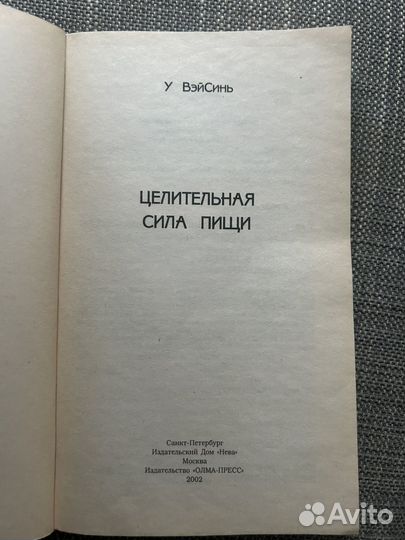 У ВэйСинь
ЦЕЛИТЕЛЬНАЯ
СИЛА ПИЩИ
Санкт-Петербург
Издательский Дом «Нева»
Москва
Издательство «ОЛМА-ПРЕСС»
2002
Avito